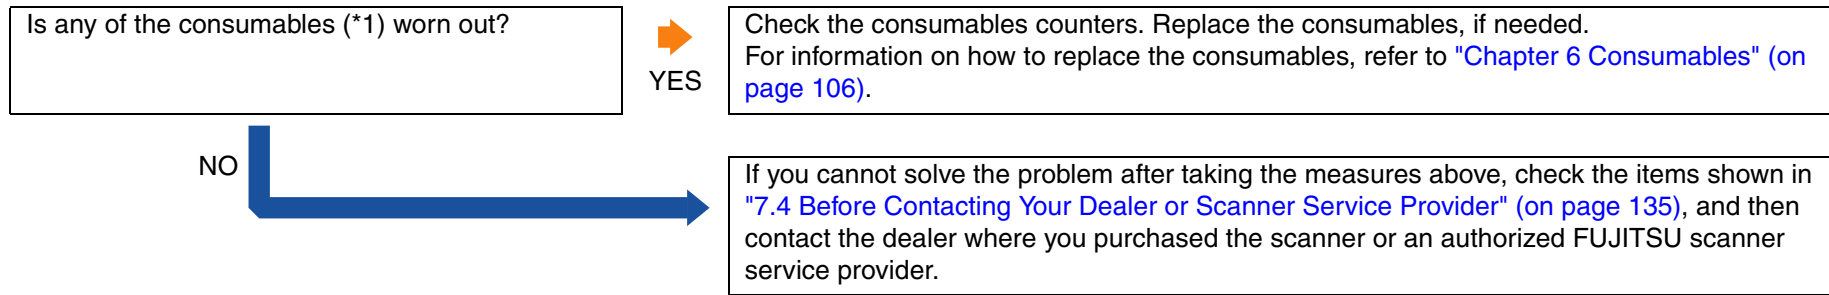 Is any of the consumables (*1) worn out?
YES
Check the consumables counters. Replace the consumables, if needed.
For information on how to replace the consumables, refer to "Chapter 6 Consumables" (on
page 106).
NO
If you cannot solve the problem after taking the measures above, check the items shown in
"7.4 Before Contacting Your Dealer or Scanner Service Provider" (on page 135), and then
contact the dealer where you purchased the scanner or an authorized FUJITSU scanner
service provider.